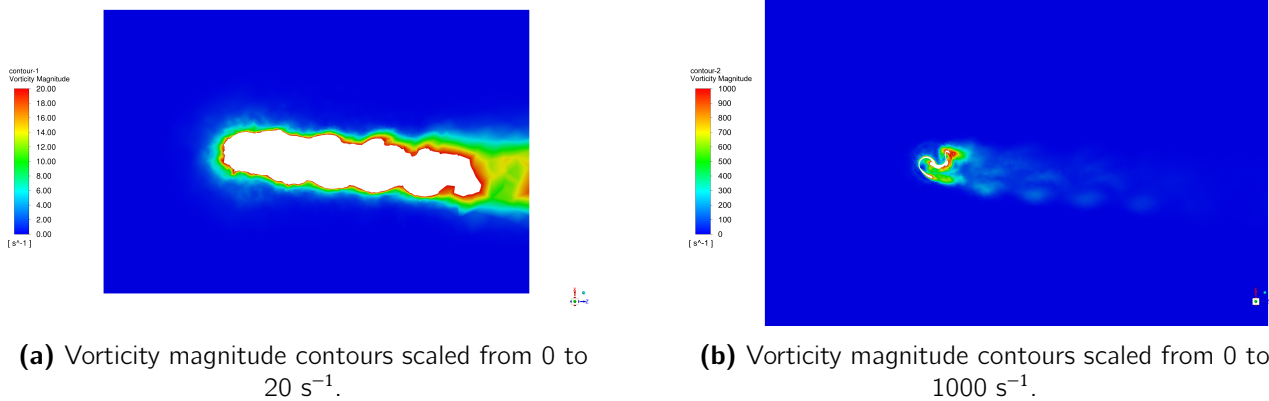 contour-1
Vorticity Magnitude
20.00
18.00
16.00
14.00
12.00
10.00
8.00
6.00
4.00
2.00
0.00
[ s^-1 ]
contour-2
Vorticity Magnitude
1000
900
800
700
600
500
400
300
200
100
0
[ s^-1 ]
(a) Vorticity magnitude contours scaled from 0 to
20 s⁻¹.
(b) Vorticity magnitude contours scaled from 0 to
1000 s⁻¹.